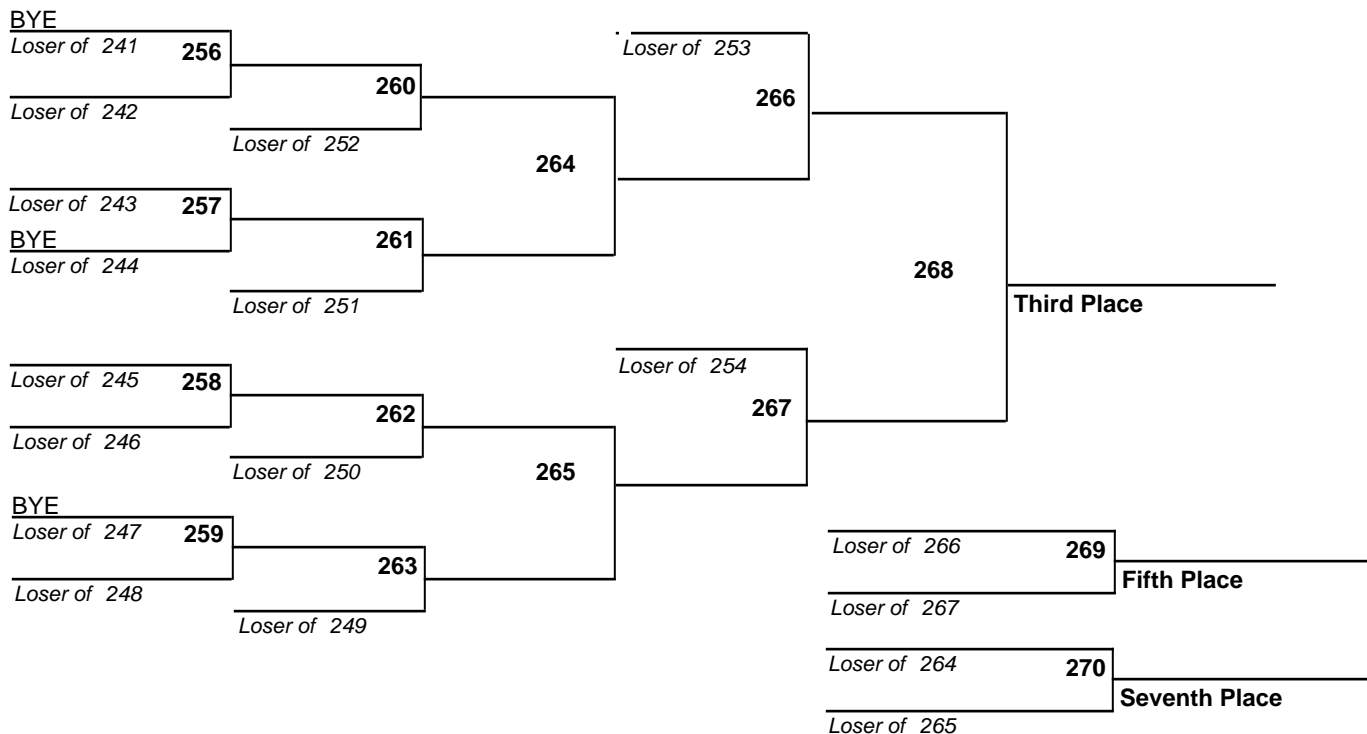 BYE
Loser of 241
256
Loser of 242
260
Loser of 252
Loser of 243
257
BYE
Loser of 244
261
Loser of 251
264
Loser of 253
266
Loser of 245
258
Loser of 246
262
Loser of 250
BYE
Loser of 247
259
Loser of 248
263
Loser of 249
265
Loser of 254
267
268
Third Place
Loser of 266
269
Fifth Place
Loser of 267
Loser of 264
270
Seventh Place
Loser of 265